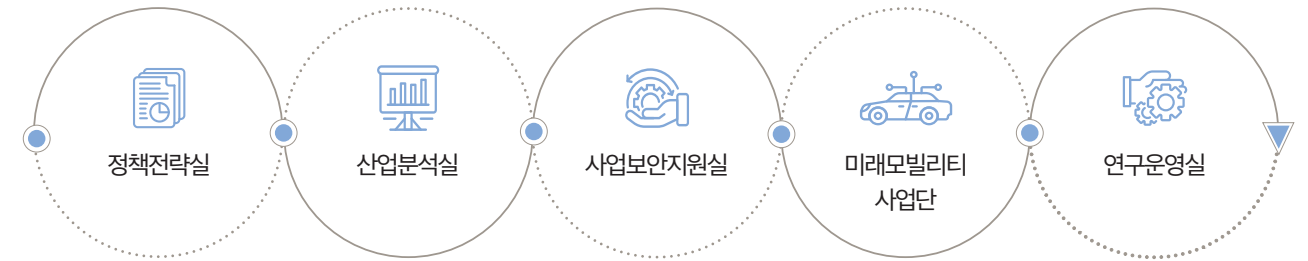 정책전략실
산업분석실
사업보안지원실
미래모빌리티
사업단
연구운영실